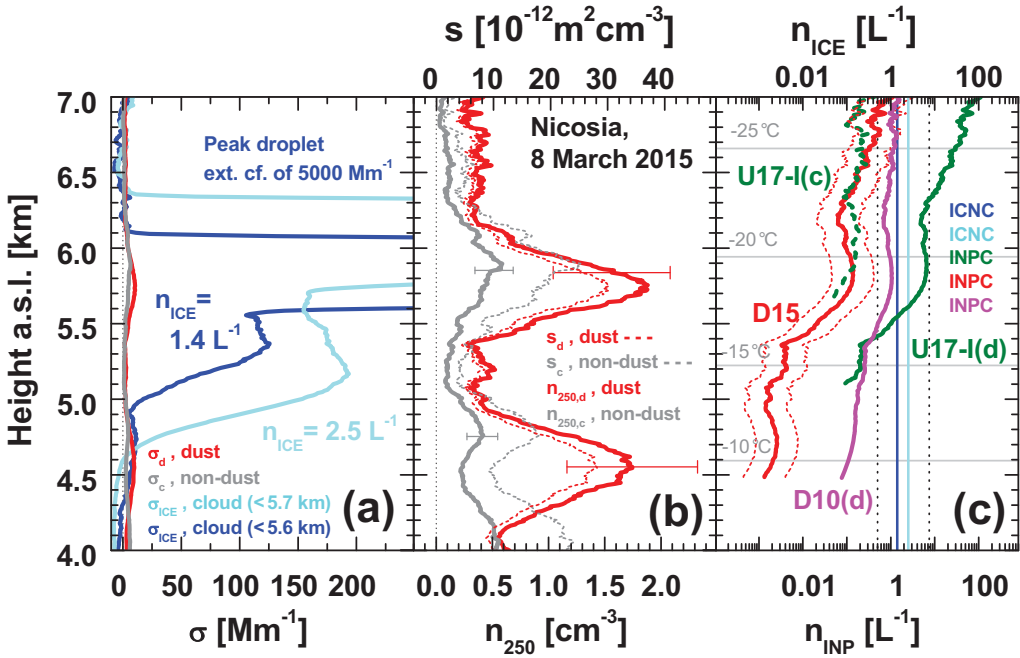 s [10⁻¹²m²cm⁻³]
n_ICE [L⁻¹]
0 10 20 30 40
0.01 0.1 1 10 100
7.0
6.5
6.0
5.5
5.0
4.5
4.0
Height a.s.l. [km]
Peak droplet
ext. cf. of 5000 Mm⁻¹
n_ICE =
1.4 L⁻¹
n_ICE = 2.5 L⁻¹
σ_d , dust
σ_c , non-dust
σ_ICE , cloud (<5.7 km)
σ_ICE , cloud (<5.6 km)
(a)
0 50 100 150 200
σ [Mm⁻¹]
Nicosia,
8 March 2015
s_d , dust
s_c , non-dust
n_250,d , dust
n_250,c , non-dust
(b)
0.0 0.5 1.0 1.5 2.0
n_250 [cm⁻³]
-25°C
U17-I(c)
-20°C
ICNC
ICNC
INPC
INPC
INPC
D15
U17-I(d)
-15°C
-10°C
D10(d)
(c)
0.01 0.1 1 10 100
n_INP [L⁻¹]